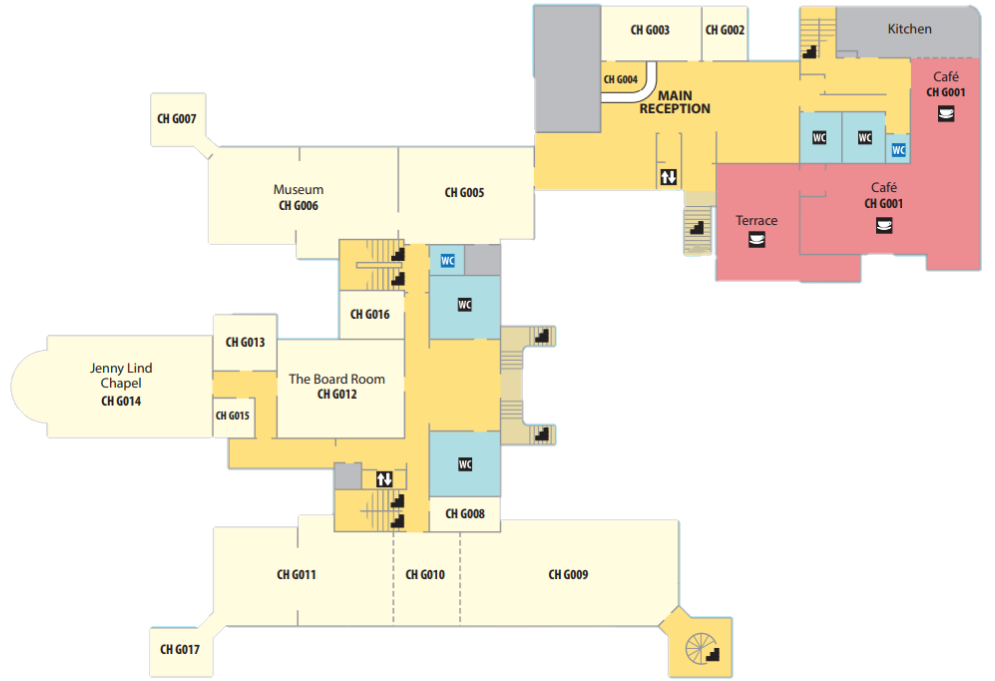 CH G003
CH G002
Kitchen
CH G004
MAIN
RECEPTION
Café
CH G001
CH G007
WC
WC
WC
Museum
CH G006
CH G005
Café
CH G001
Terrace
WC
WC
CH G016
CH G013
Jenny Lind
Chapel
CH G014
The Board Room
CH G012
CH G015
WC
CH G008
CH G011
CH G010
CH G009
CH G017